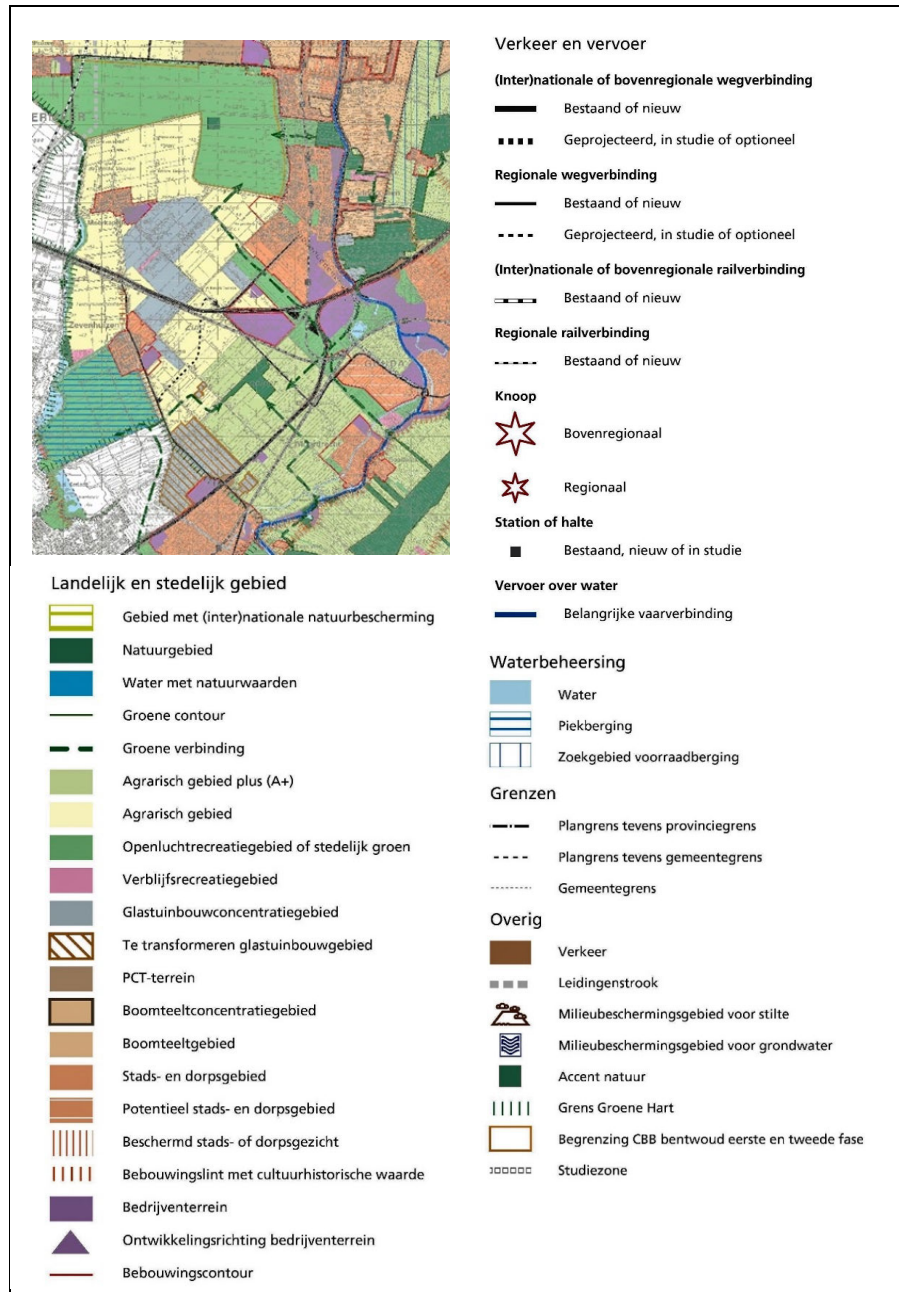 Verkeer en vervoer
(Inter)nationale of bovenregionale wegverbinding
Bestaand of nieuw
Geprojecteerd, in studie of optioneel
Regionale wegverbinding
Bestaand of nieuw
Geprojecteerd, in studie of optioneel
(Inter)nationale of bovenregionale railverbinding
Bestaand of nieuw
Regionale railverbinding
Bestaand of nieuw
Knoop
Bovenregionaal
Regionaal
Station of halte
Bestaand, nieuw of in studie
Vervoer over water
Belangrijke vaarverbinding
Landelijk en stedelijk gebied
Gebied met (inter)nationale natuurbescherming
Natuurgebied
Water met natuurwaarden
Groene contour
Groene verbinding
Agrarisch gebied plus (A+)
Agrarisch gebied
Openluchtrecreatiegebied of stedelijk groen
Verblijfsrecreatiegebied
Glastuinbouwconcentratiegebied
Te transformeren glastuinbouwgebied
PCT-terrein
Boomteeltconcentratiegebied
Boomteeltgebied
Stads- en dorpsgebied
Potentieel stads- en dorpsgebied
Beschermd stads- of dorpsgezicht
Bebouwingslint met cultuurhistorische waarde
Bedrijventerrein
Ontwikkelingsrichting bedrijventerrein
Bebouwingscontour
Waterbeheersing
Water
Piekberging
Zoekgebied voorraadberging
Grenzen
Plangrens tevens provinciegrens
Plangrens tevens gemeentegrens
Gemeentegrens
Overig
Verkeer
Leidingenstrook
Milieubeschermingsgebied voor stilte
Milieubeschermingsgebied voor grondwater
Accent natuur
Grens Groene Hart
Begrenzing CBB bentwoud eerste en tweede fase
Studiezone